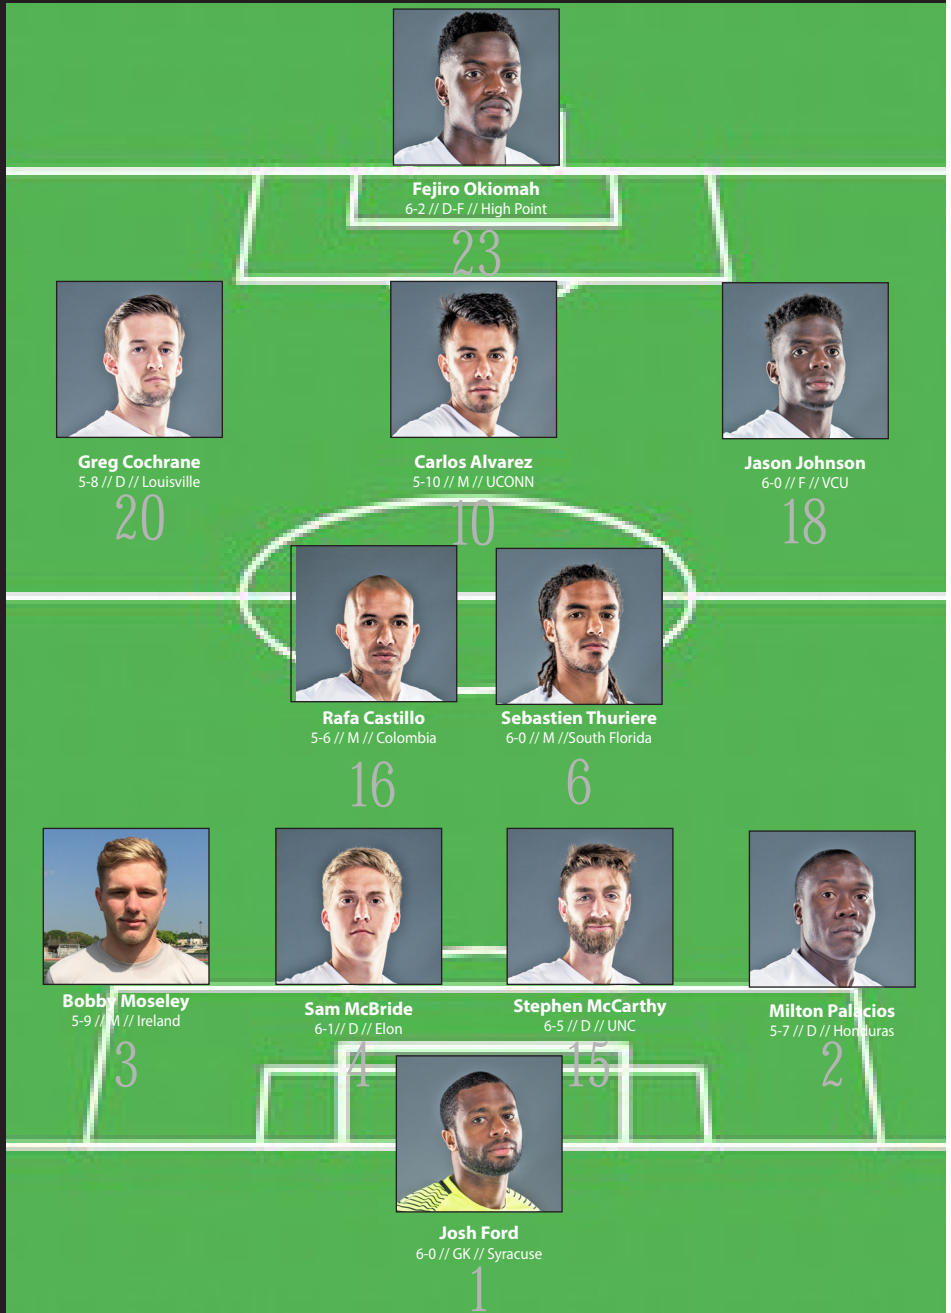 Fejiro Okiomah
6-2 // D-F // High Point
23
Greg Cochrane
5-8 // D // Louisville
20
Carlos Alvarez
5-10 // M // UCONN
10
Jason Johnson
6-0 // F // VCU
18
Rafa Castillo
5-6 // M // Colombia
16
Sebastien Thuriere
6-0 // M //South Florida
6
Bobby Moseley
5-9 // M // Ireland
3
Sam McBride
6-1// D // Elon
4
Stephen McCarthy
6-5 // D // UNC
15
Milton Palacios
5-7 // D // Honduras
2
Josh Ford
6-0 // GK // Syracuse
1